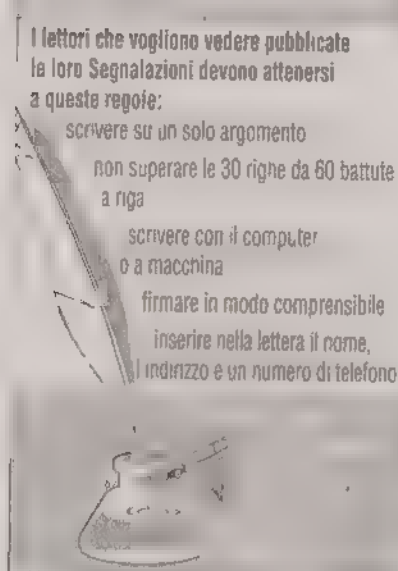 I lettori che vogliono vedere pubblicate
le loro Segnalazioni devono attenersi
a queste regole:
scrivere su un solo argomento
non superare le 30 righe da 60 battute
a riga
scrivere con il computer
o a macchina
firmare in modo comprensibile
inserire nella lettera il nome,
l indirizzo e un numero di telefono